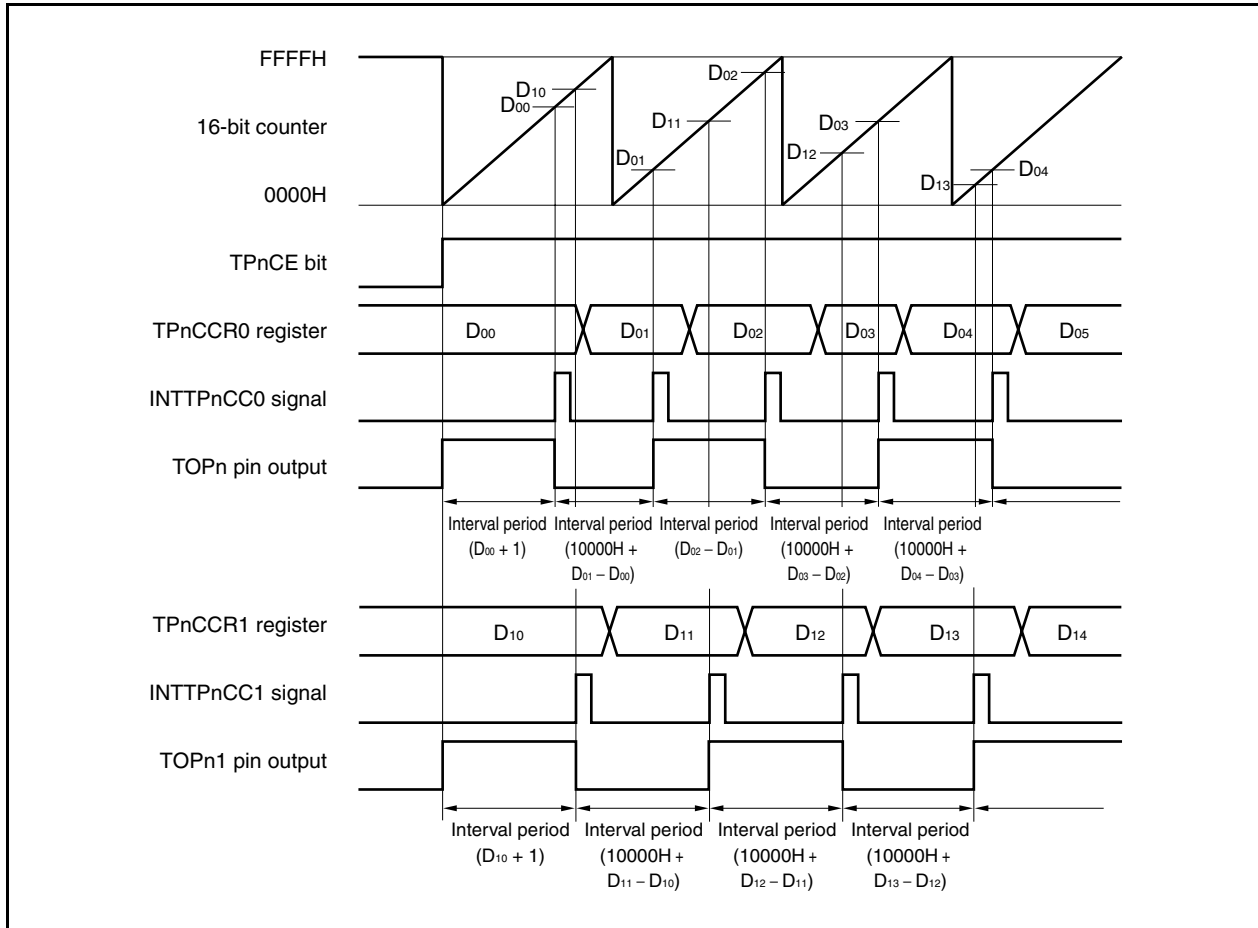 FFFFH
D10
D00
D02
16-bit counter
D11
D03
D12
D01
D04
D13
0000H
TPnCE bit
TPnCCR0 register
D00
D01
D02
D03
D04
D05
INTTPnCC0 signal
TOPn pin output
Interval period
(D00 + 1)
Interval period
(10000H +
D01 – D00)
Interval period
(D02 – D01)
Interval period
(10000H +
D03 – D02)
Interval period
(10000H +
D04 – D03)
TPnCCR1 register
D10
D11
D12
D13
D14
INTTPnCC1 signal
TOPn1 pin output
Interval period
(D10 + 1)
Interval period
(10000H +
D11 – D10)
Interval period
(10000H +
D12 – D11)
Interval period
(10000H +
D13 – D12)